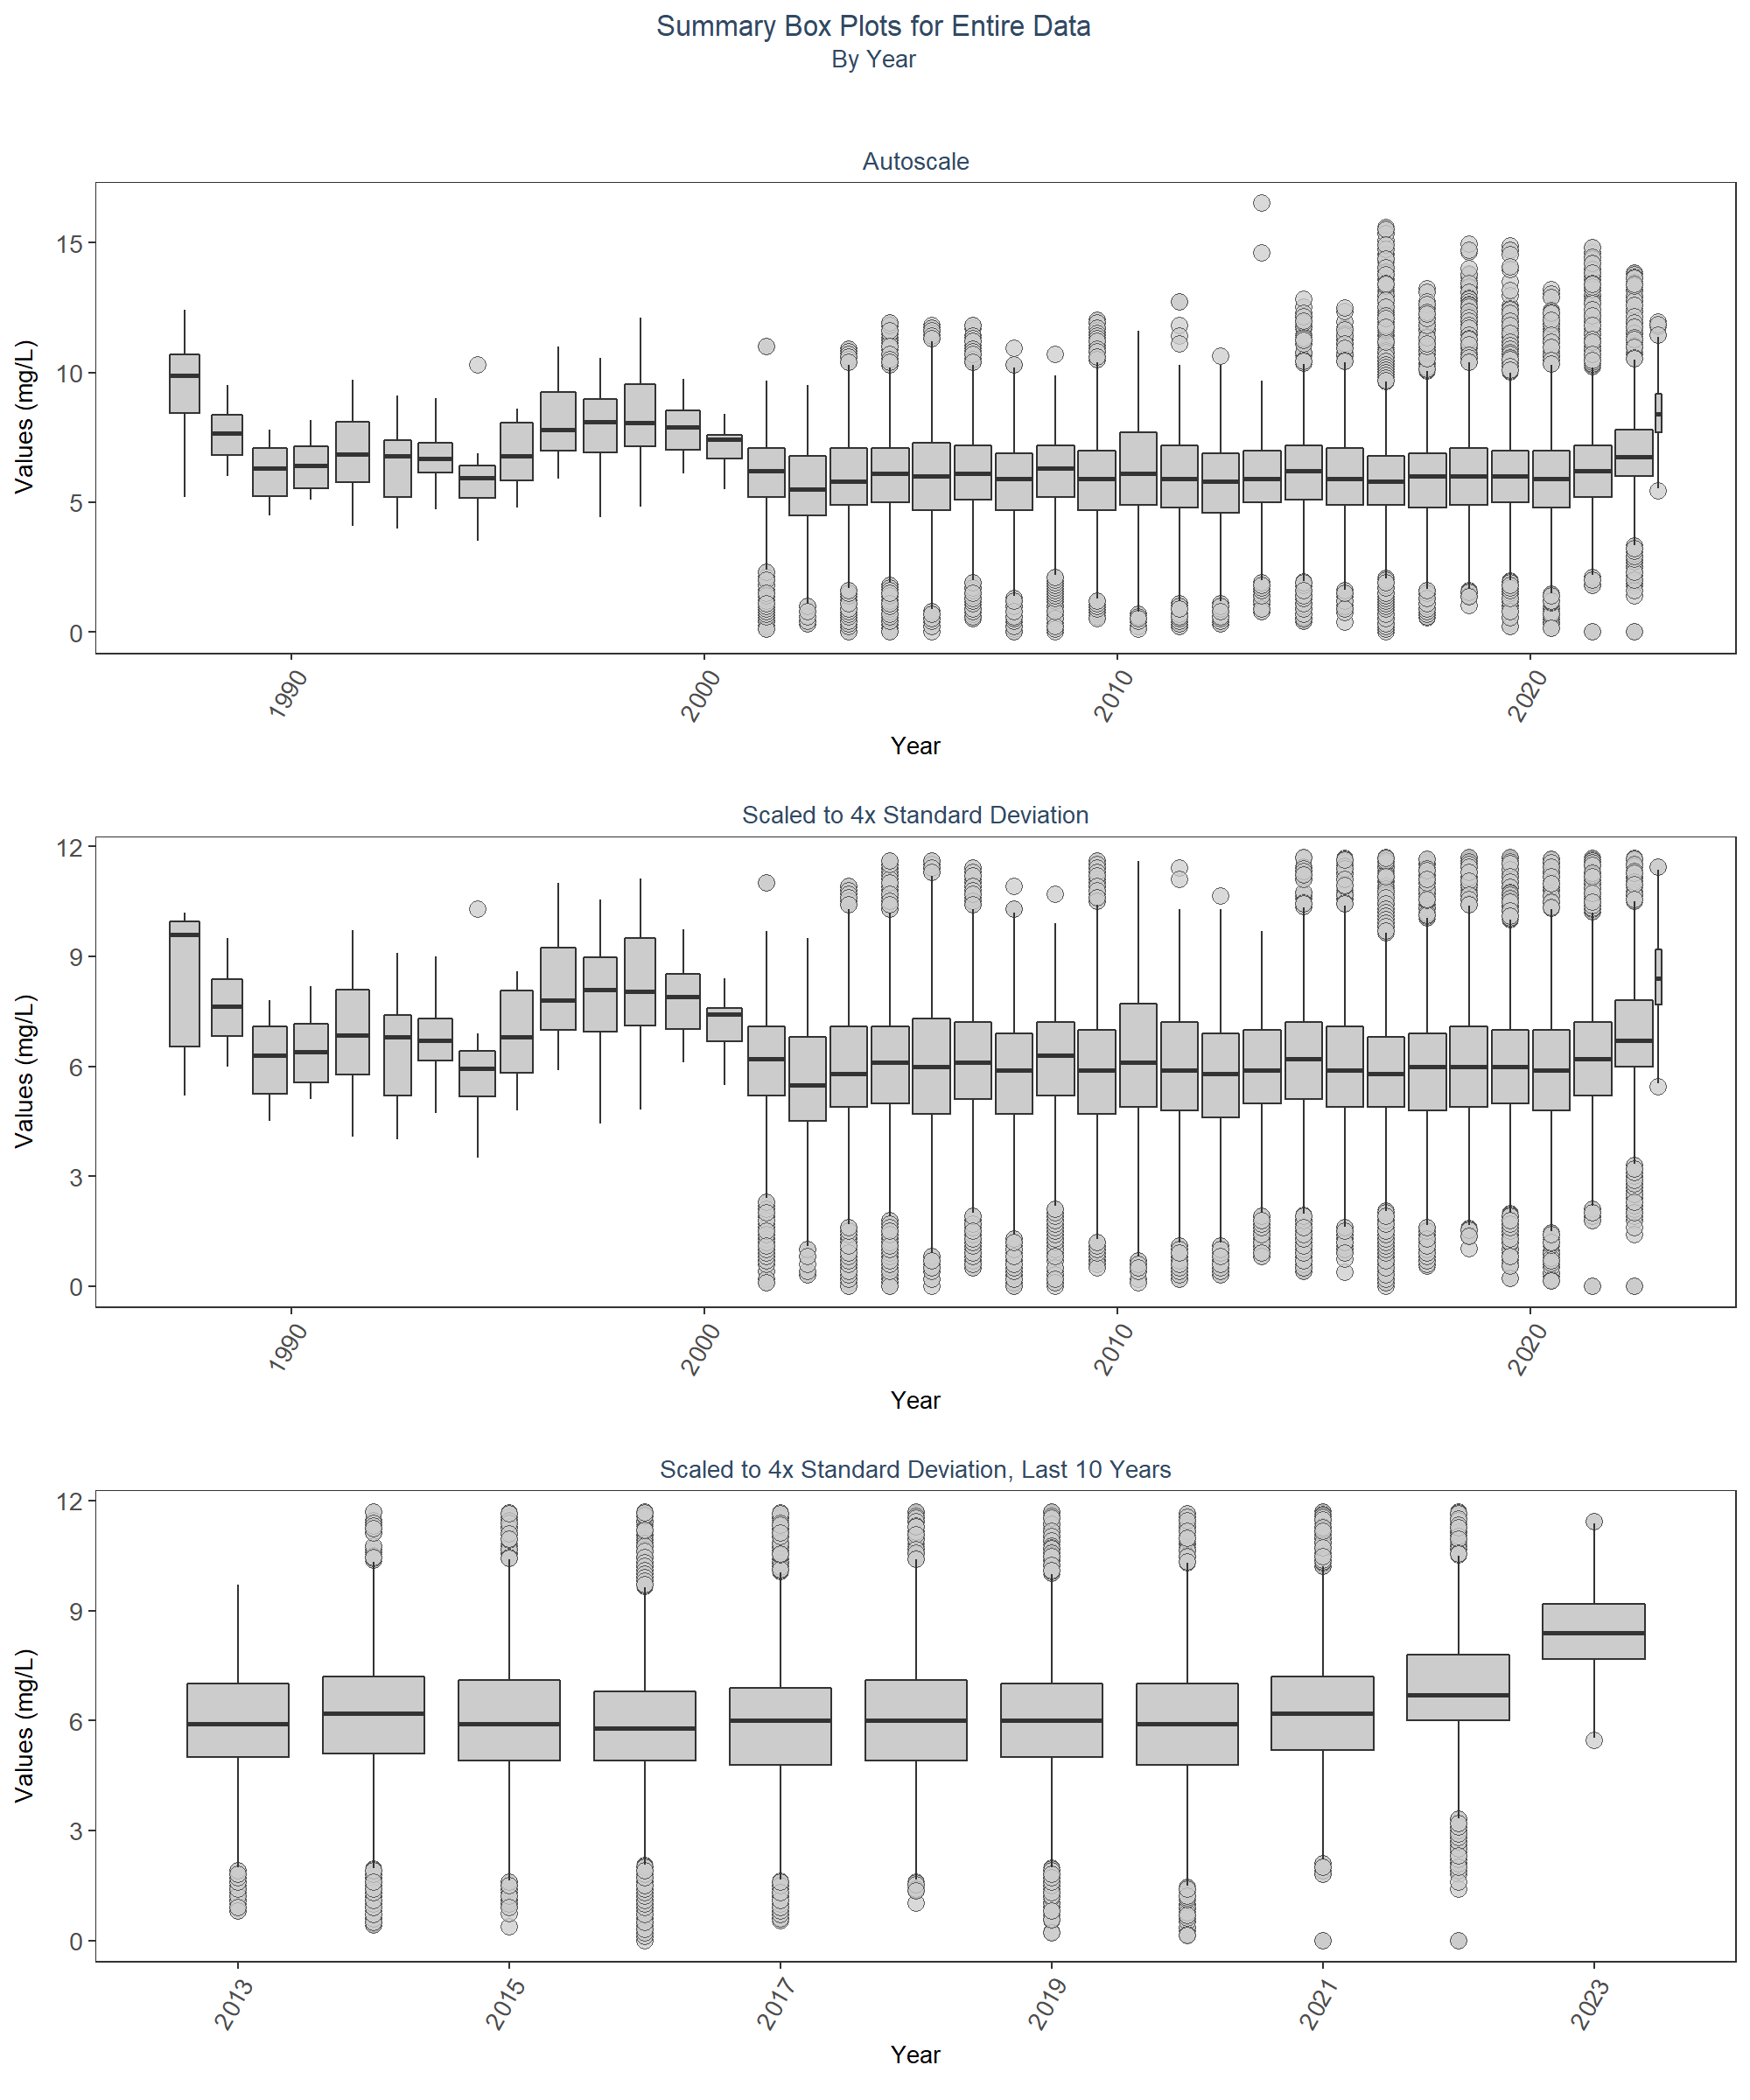 Summary Box Plots for Entire Data
By Year
Autoscale
Values (mg/L)
15
10
5
0
1990
2000
2010
2020
Year
Scaled to 4x Standard Deviation
Values (mg/L)
12
9
6
3
0
1990
2000
2010
2020
Year
Scaled to 4x Standard Deviation, Last 10 Years
Values (mg/L)
12
9
6
3
0
2013
2015
2017
2019
2021
2023
Year